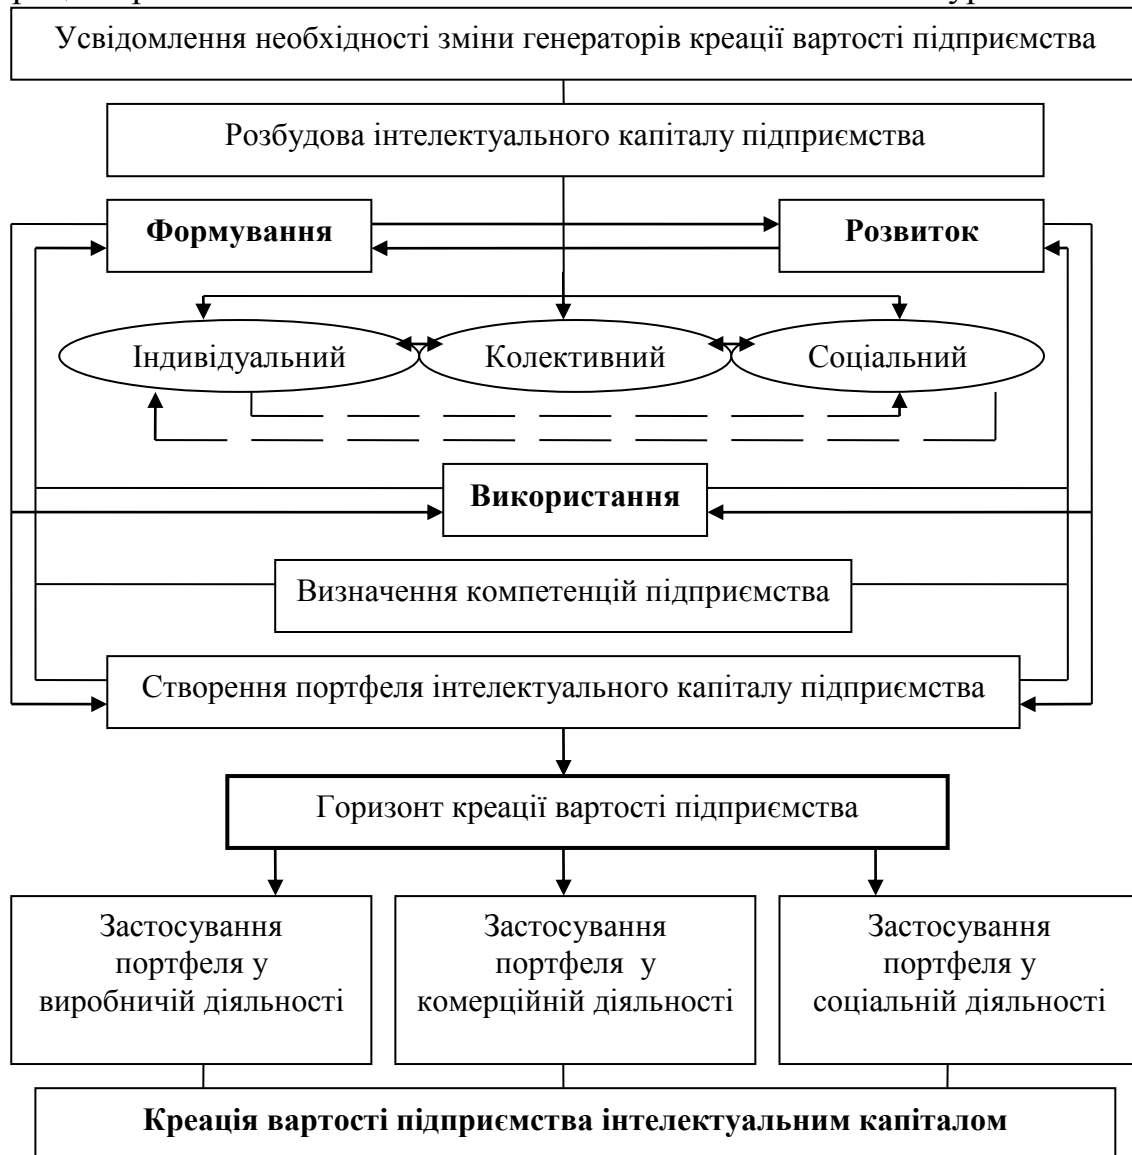 Усвідомлення необхідності зміни генераторів креації вартості підприємства
Розбудова інтелектуального капіталу підприємства
Формування
Розвиток
Індивідуальний
Колективний
Соціальний
Використання
Визначення компетенцій підприємства
Створення портфеля інтелектуального капіталу підприємства
Горизонт креації вартості підприємства
Застосування
портфеля у
виробничій діяльності
Застосування
портфеля у
комерційній діяльності
Застосування
портфеля у
соціальній діяльності
Креація вартості підприємства інтелектуальним капіталом